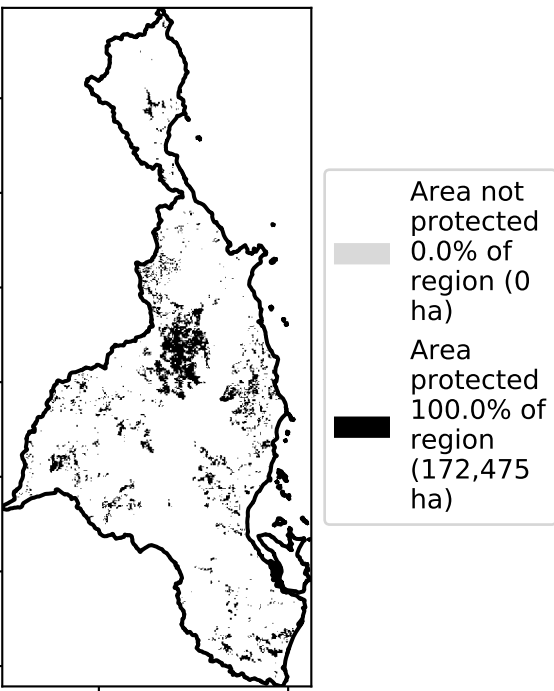 Area not
protected
0.0% of
region (0
ha)
Area
protected
100.0% of
region
(172,475
ha)